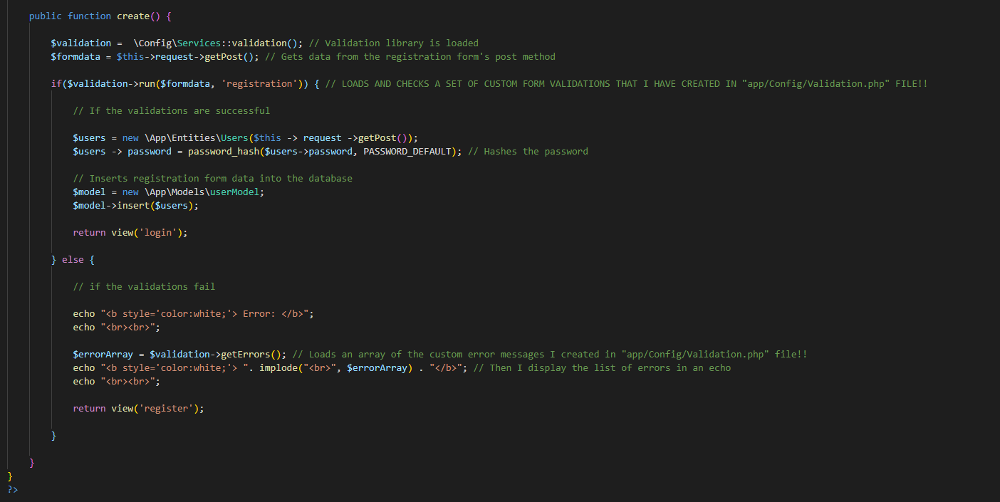 public function create() {
$validation =  \Config\Services::validation(); // Validation library is loaded
$formdata = $this->request->getPost(); // Gets data from the registration form's post method
if($validation->run($formdata, 'registration')) { // LOADS AND CHECKS A SET OF CUSTOM FORM VALIDATIONS THAT I HAVE CREATED IN "app/Config/Validation.php" FILE!!
// If the validations are successful
$users = new \App\Entities\Users($this -> request ->getPost());
$users -> password = password_hash($users->password, PASSWORD_DEFAULT); // Hashes the password
// Inserts registration form data into the database
$model = new \App\Models\userModel;
$model->insert($users);
return view('login');
} else {
// if the validations fail
echo "<b style='color:white;'> Error: </b>";
echo "<br><br>";
$errorArray = $validation->getErrors(); // Loads an array of the custom error messages I created in "app/Config/Validation.php" file!!
echo "<b style='color:white;'> ". implode("<br>", $errorArray) . "</b>"; // Then I display the list of errors in an echo
echo "<br><br>";
return view('register');
}
}
}
?>